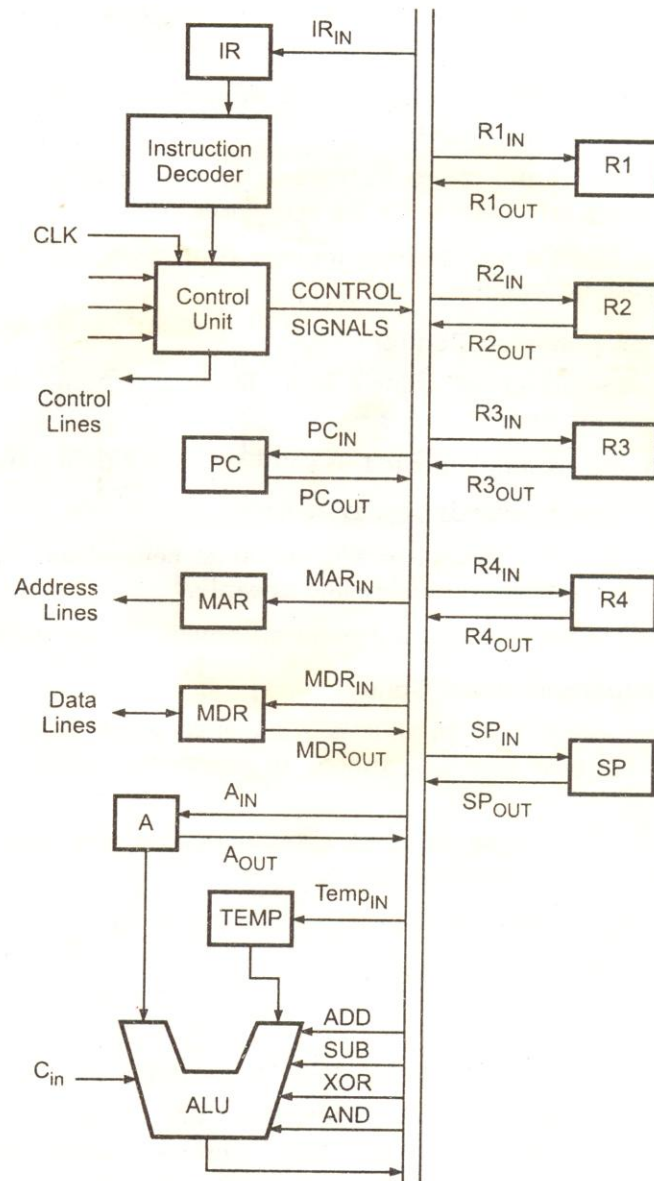 IR
IR_IN
Instruction
Decoder
CLK
Control
Unit
CONTROL
SIGNALS
Control
Lines
PC
PC_IN
PC_OUT
Address
Lines
MAR
MAR_IN
Data
Lines
MDR
MDR_IN
MDR_OUT
A
A_IN
A_OUT
TEMP
Temp_IN
ADD
SUB
XOR
AND
C_in
ALU
R1_IN
R1
R1_OUT
R2_IN
R2
R2_OUT
R3_IN
R3
R3_OUT
R4_IN
R4
R4_OUT
SP_IN
SP
SP_OUT